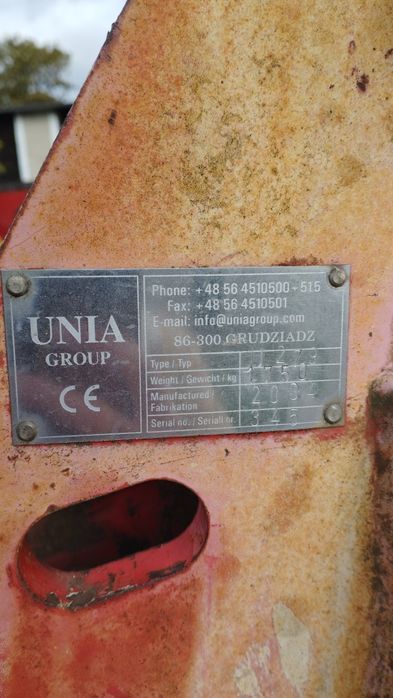 UNIA
GROUP
CE
Phone: +48 56 4510500 ~ 515
Fax: +48 56 4510501
E-mail: info@uniagroup.com
86-300 GRUDZIADZ
Type / Typ
Weight / Gewicht / kg
Manufactured /
Fabrikation
Serial no. / Seriall nr.